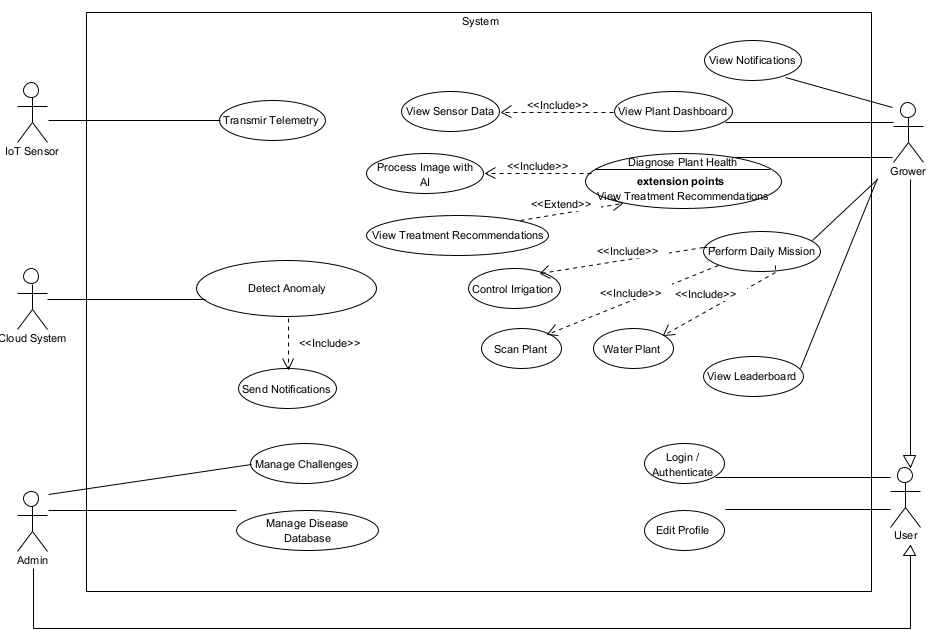 System
View Notifications
<<Include>>
View Sensor Data
View Plant Dashboard
Transmir Telemetry
IoT Sensor
Grower
Process Image with
AI
<<Include>>
Diagnose Plant Health
extension points
View Treatment Recommendations
<<Extend>>
View Treatment Recommendations
<<Include>>
Perform Daily Mission
Detect Anomaly
Control Irrigation
<<Include>>
<<Include>>
Cloud System
<<Include>>
Scan Plant
Water Plant
View Leaderboard
Send Notifications
Manage Challenges
Login /
Authenticate
Manage Disease
Database
Edit Profile
User
Admin